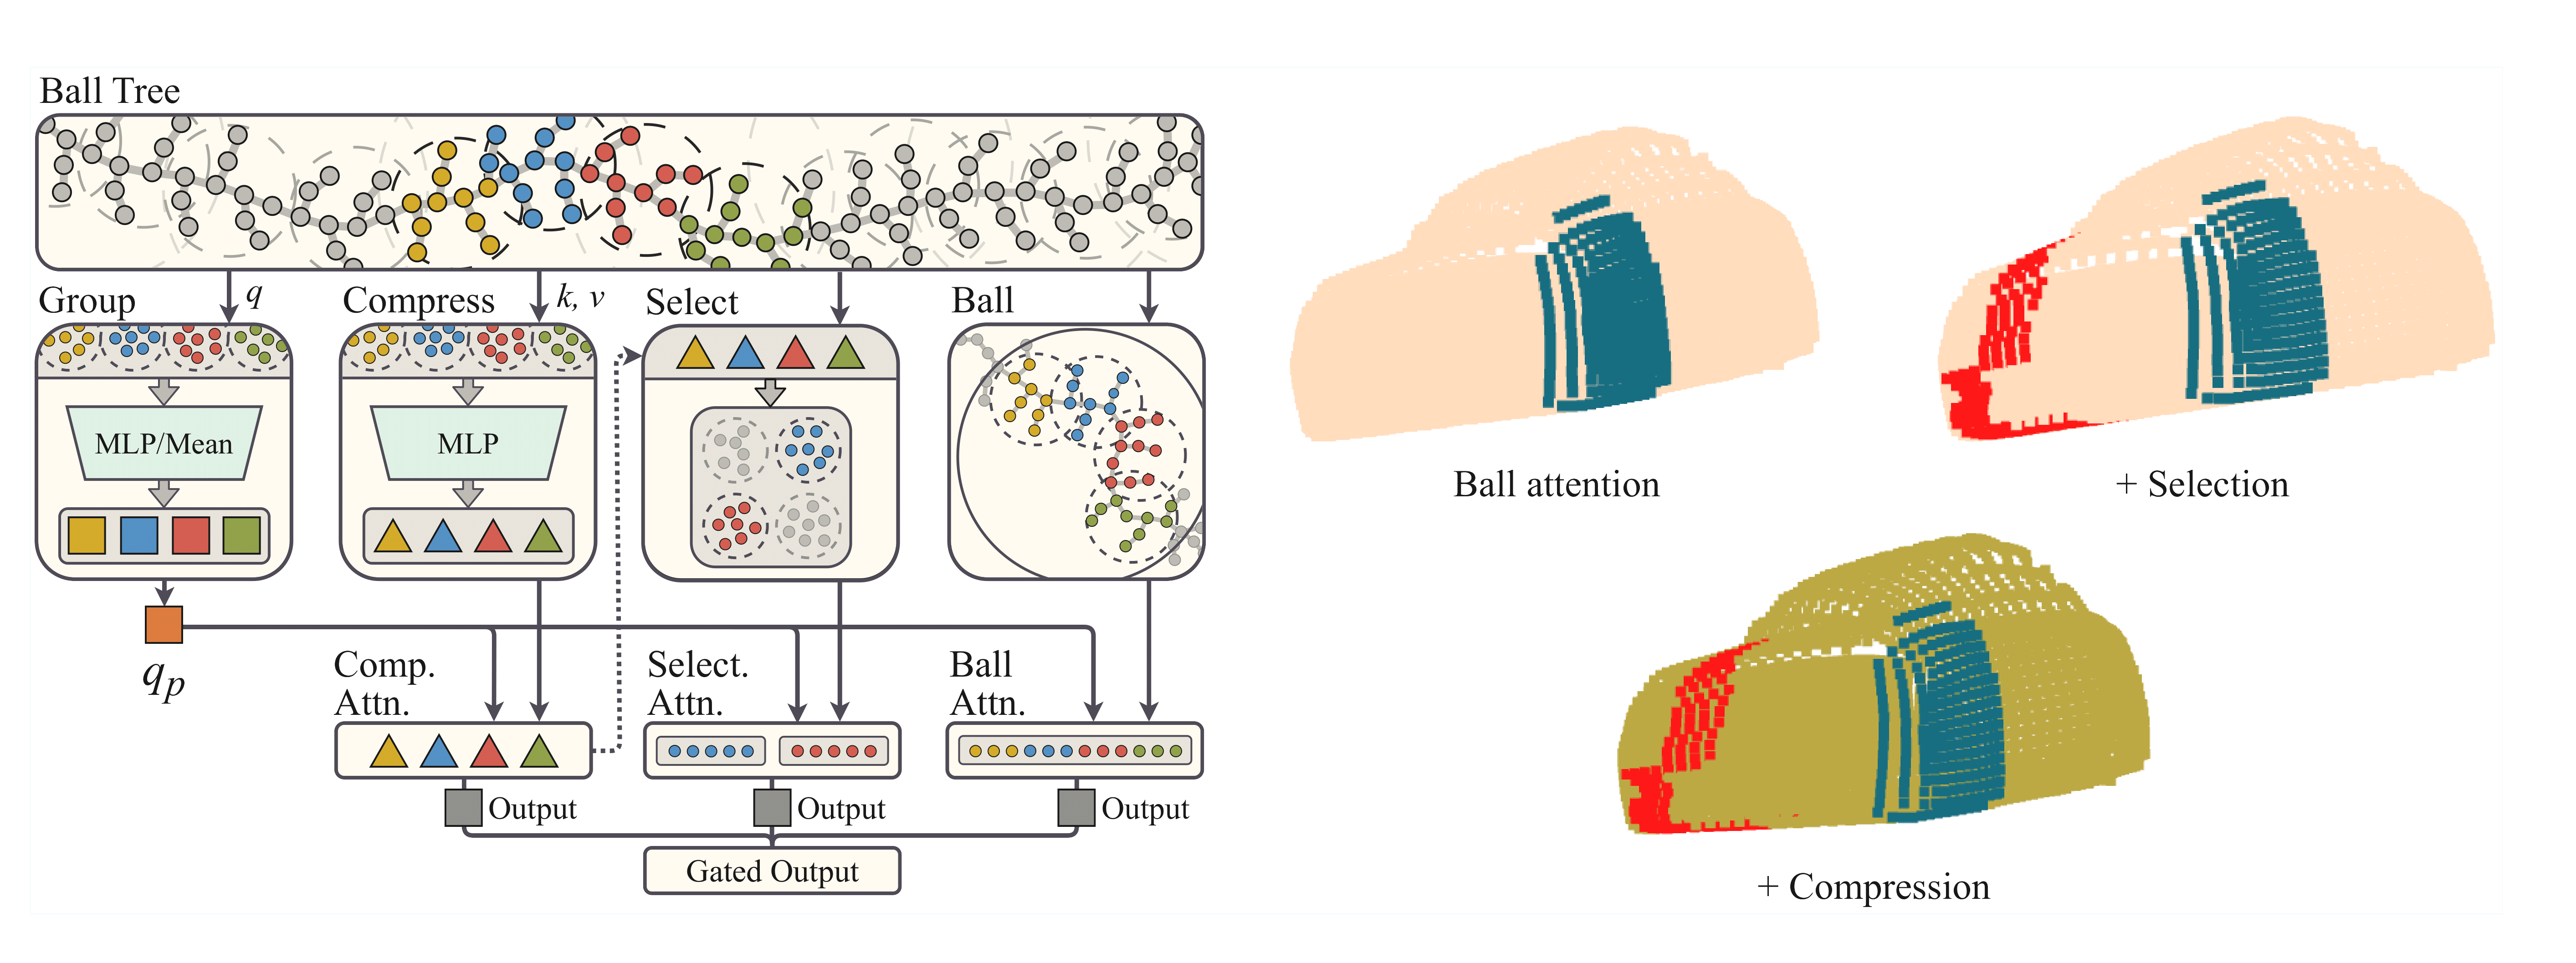 Ball Tree
q
k, v
Group
Compress
Select
Ball
MLP/Mean
MLP
qp
Comp.
Attn.
Select.
Attn.
Ball
Attn.
Output
Output
Output
Gated Output
Ball attention
+ Selection
+ Compression